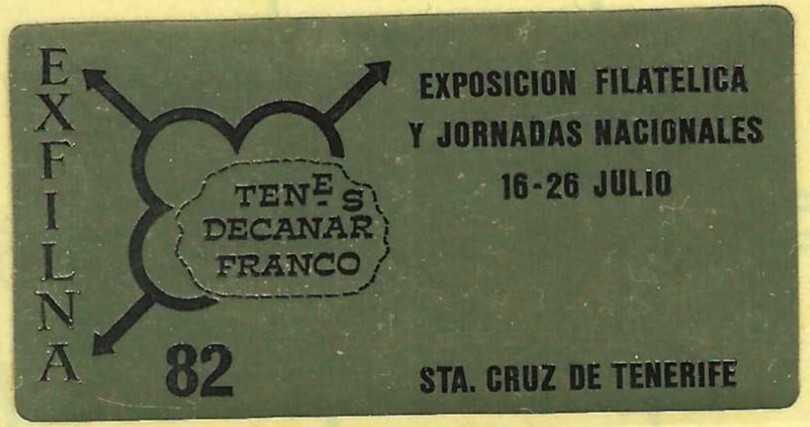 EXFILNA
TENE S
DECANAR
FRANCO
82
EXPOSICION FILATELICA
Y JORNADAS NACIONALES
16-26 JULIO
STA. CRUZ DE TENERIFE